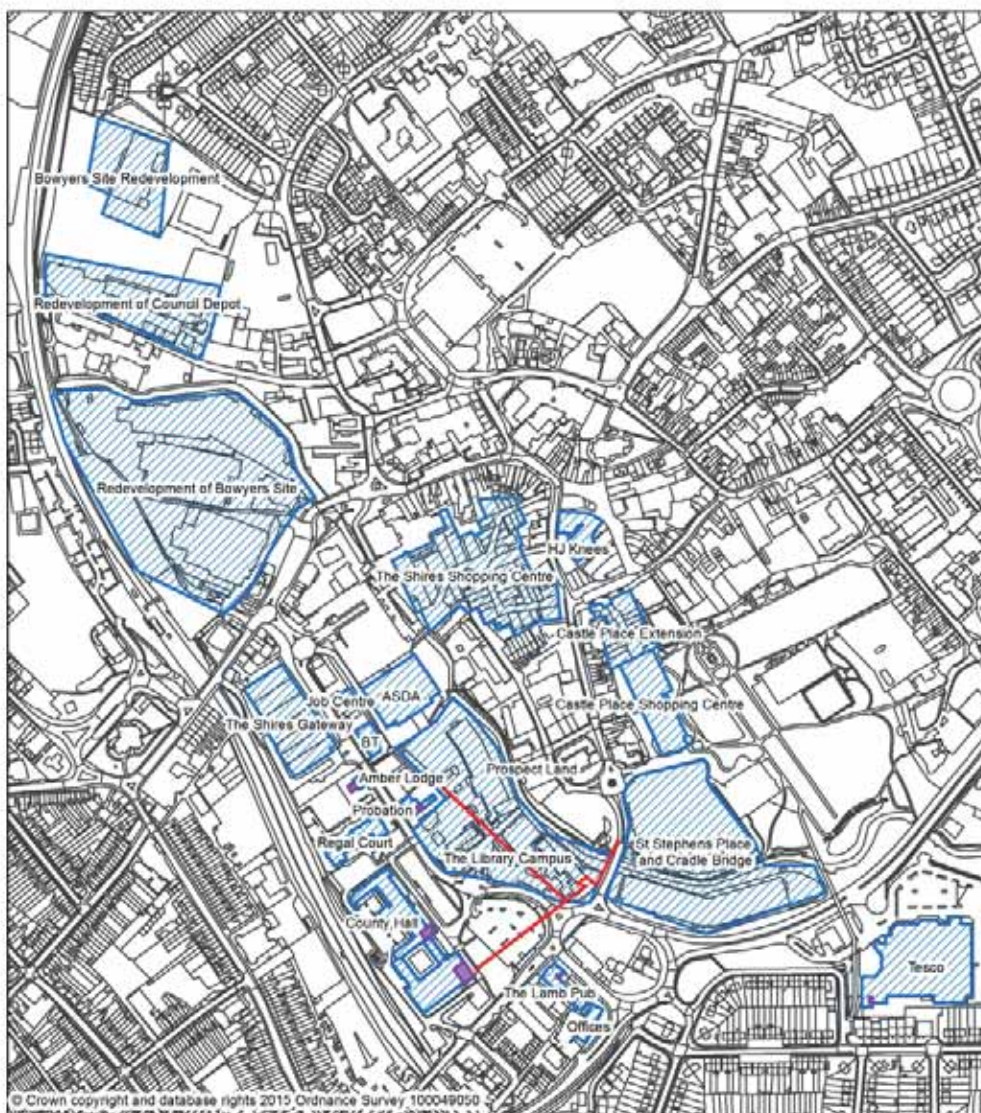 Bowyers Site Redevelopment
Redevelopment of Council Depot
Redevelopment of Bowyers Site
HJ Knees
The Shires Shopping Centre
Castle Place Extension
Job Centre
ASDA
Castle Place Shopping Centre
The Shires Gateway
BT
Prospect Land
Amber Lodge
Probation
Regal Court
St Stephens Place
and Cradle Bridge
The Library Campus
County Hall
Tesco
The Lamb Pub
Offices
© Crown copyright and database rights 2015 Ordnance Survey 100049050